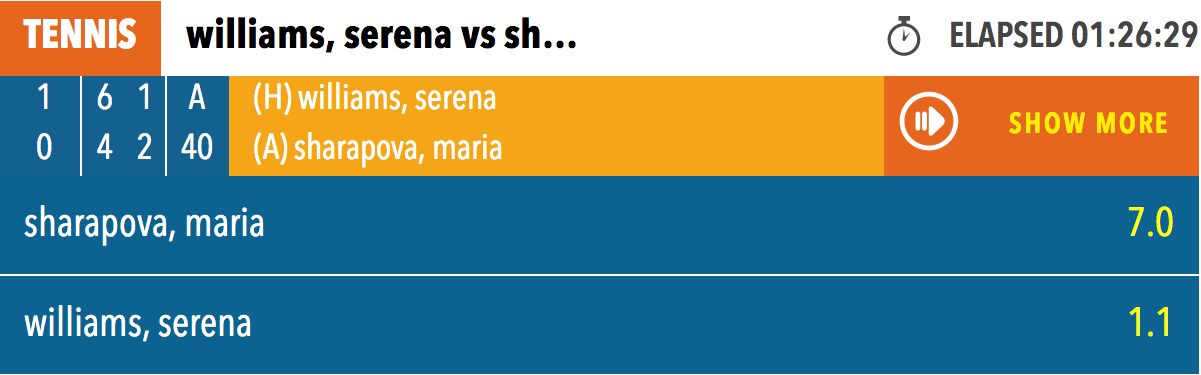 TENNIS williams, serena vs sh... ELAPSED 01:26:29
1 6 1 A (H) williams, serena
0 4 2 40 (A) sharapova, maria
SHOW MORE
sharapova, maria 7.0
williams, serena 1.1